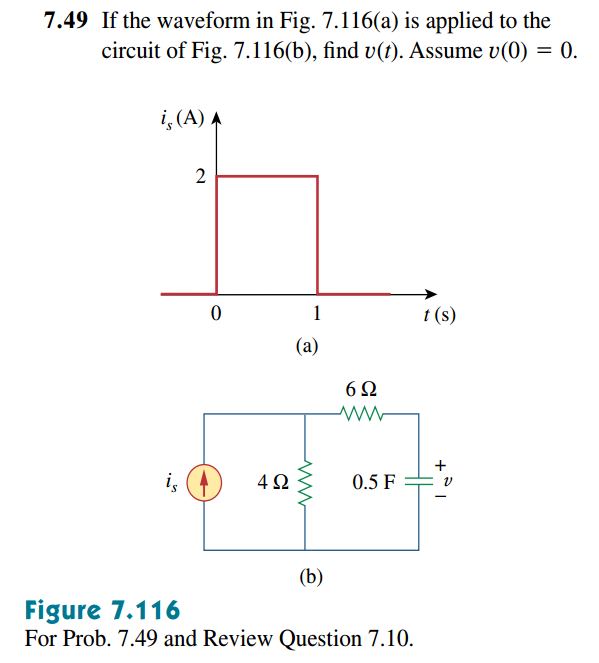 7.49 If the waveform in Fig. 7.116(a) is applied to the
circuit of Fig. 7.116(b), find v(t). Assume v(0) = 0.
i_s (A)
2
0 1 t (s)
(a)
6 Ω
i_s 4 Ω 0.5 F + v −
(b)
Figure 7.116
For Prob. 7.49 and Review Question 7.10.